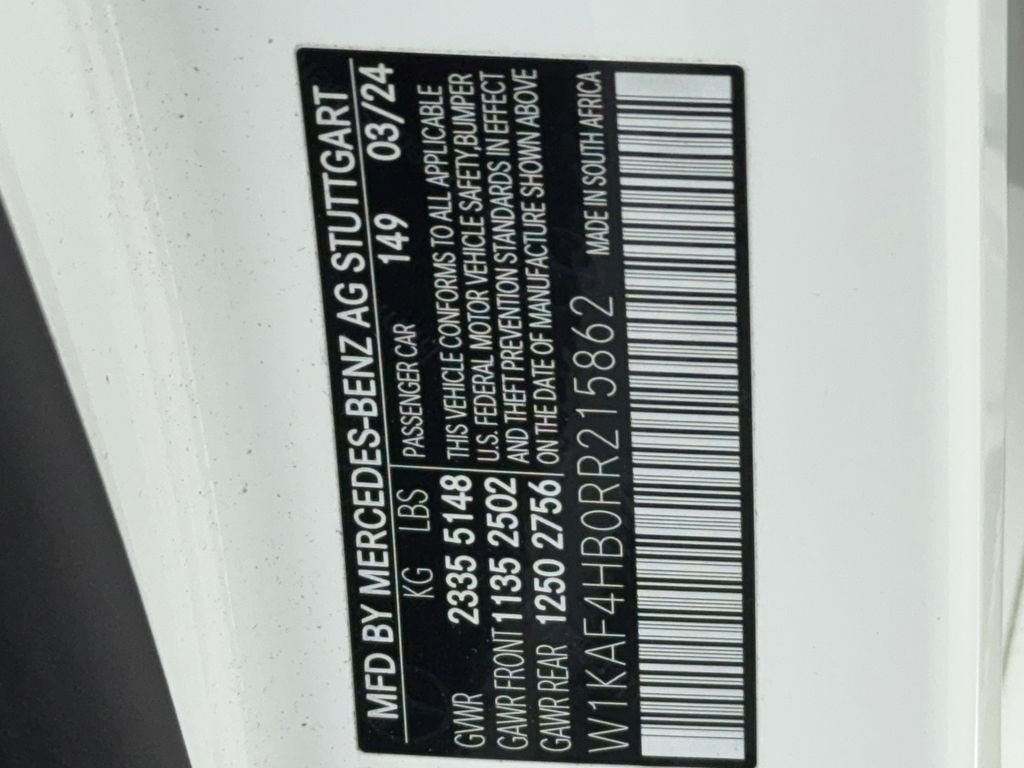 MFD BY MERCEDES-BENZ AG STUTTGART
KG LBS PASSENGER CAR 149 03/24
GVWR 2335 5148 THIS VEHICLE CONFORMS TO ALL APPLICABLE
U.S. FEDERAL MOTOR VEHICLE SAFETY,BUMPER
GAWR FRONT 1135 2502 AND THEFT PREVENTION STANDARDS IN EFFECT
GAWR REAR 1250 2756 ON THE DATE OF MANUFACTURE SHOWN ABOVE
W1KAF4HB0RR215862 MADE IN SOUTH AFRICA